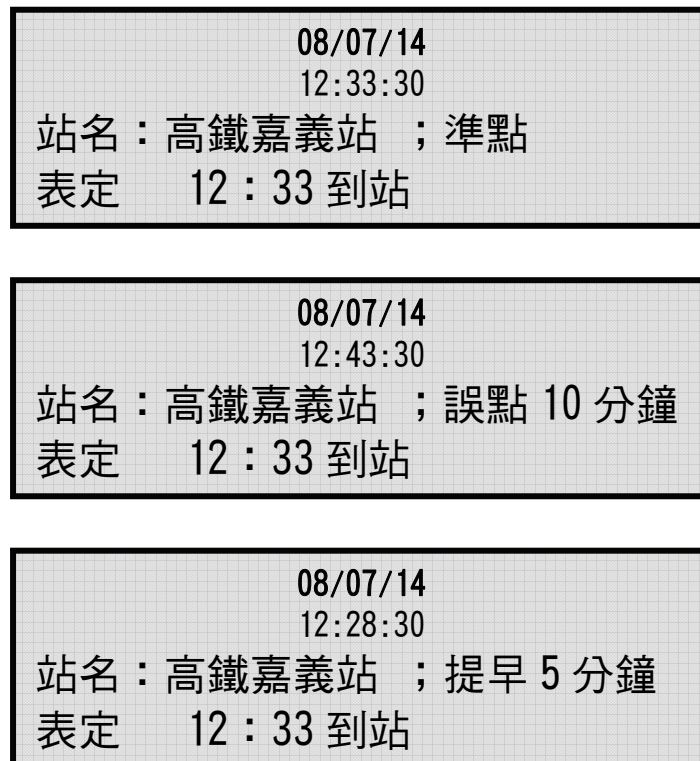 08/07/14
12:33:30
站名：高鐵嘉義站 ；準點
表定 12：33 到站
08/07/14
12:43:30
站名：高鐵嘉義站 ；誤點 10 分鐘
表定 12：33 到站
08/07/14
12:28:30
站名：高鐵嘉義站 ；提早 5 分鐘
表定 12：33 到站